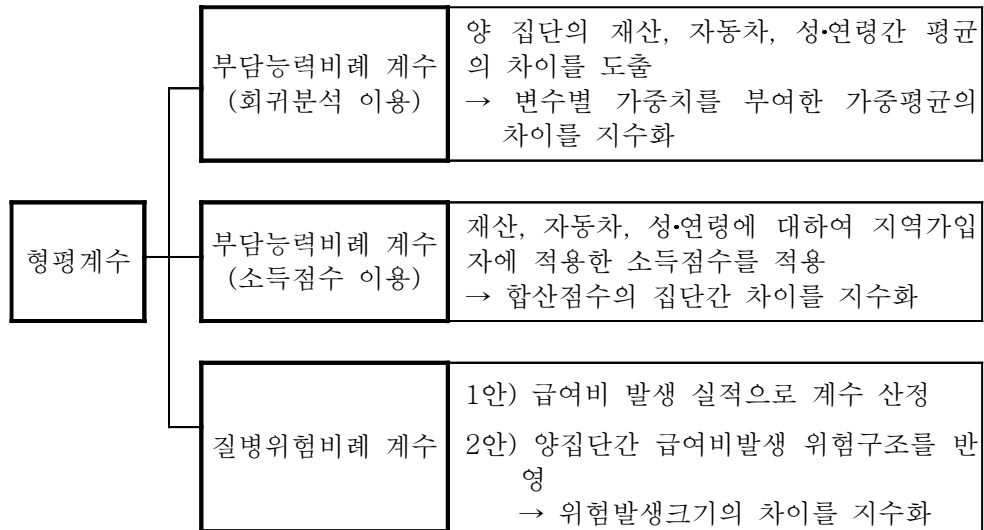 형평계수
부담능력비례 계수
(회귀분석 이용)
양 집단의 재산, 자동차, 성•연령간 평균
의 차이를 도출
→ 변수별 가중치를 부여한 가중평균의
차이를 지수화
부담능력비례 계수
(소득점수 이용)
재산, 자동차, 성•연령에 대하여 지역가입
자에 적용한 소득점수를 적용
→ 합산점수의 집단간 차이를 지수화
질병위험비례 계수
1안) 급여비 발생 실적으로 계수 산정
2안) 양집단간 급여비발생 위험구조를 반
영
→ 위험발생크기의 차이를 지수화